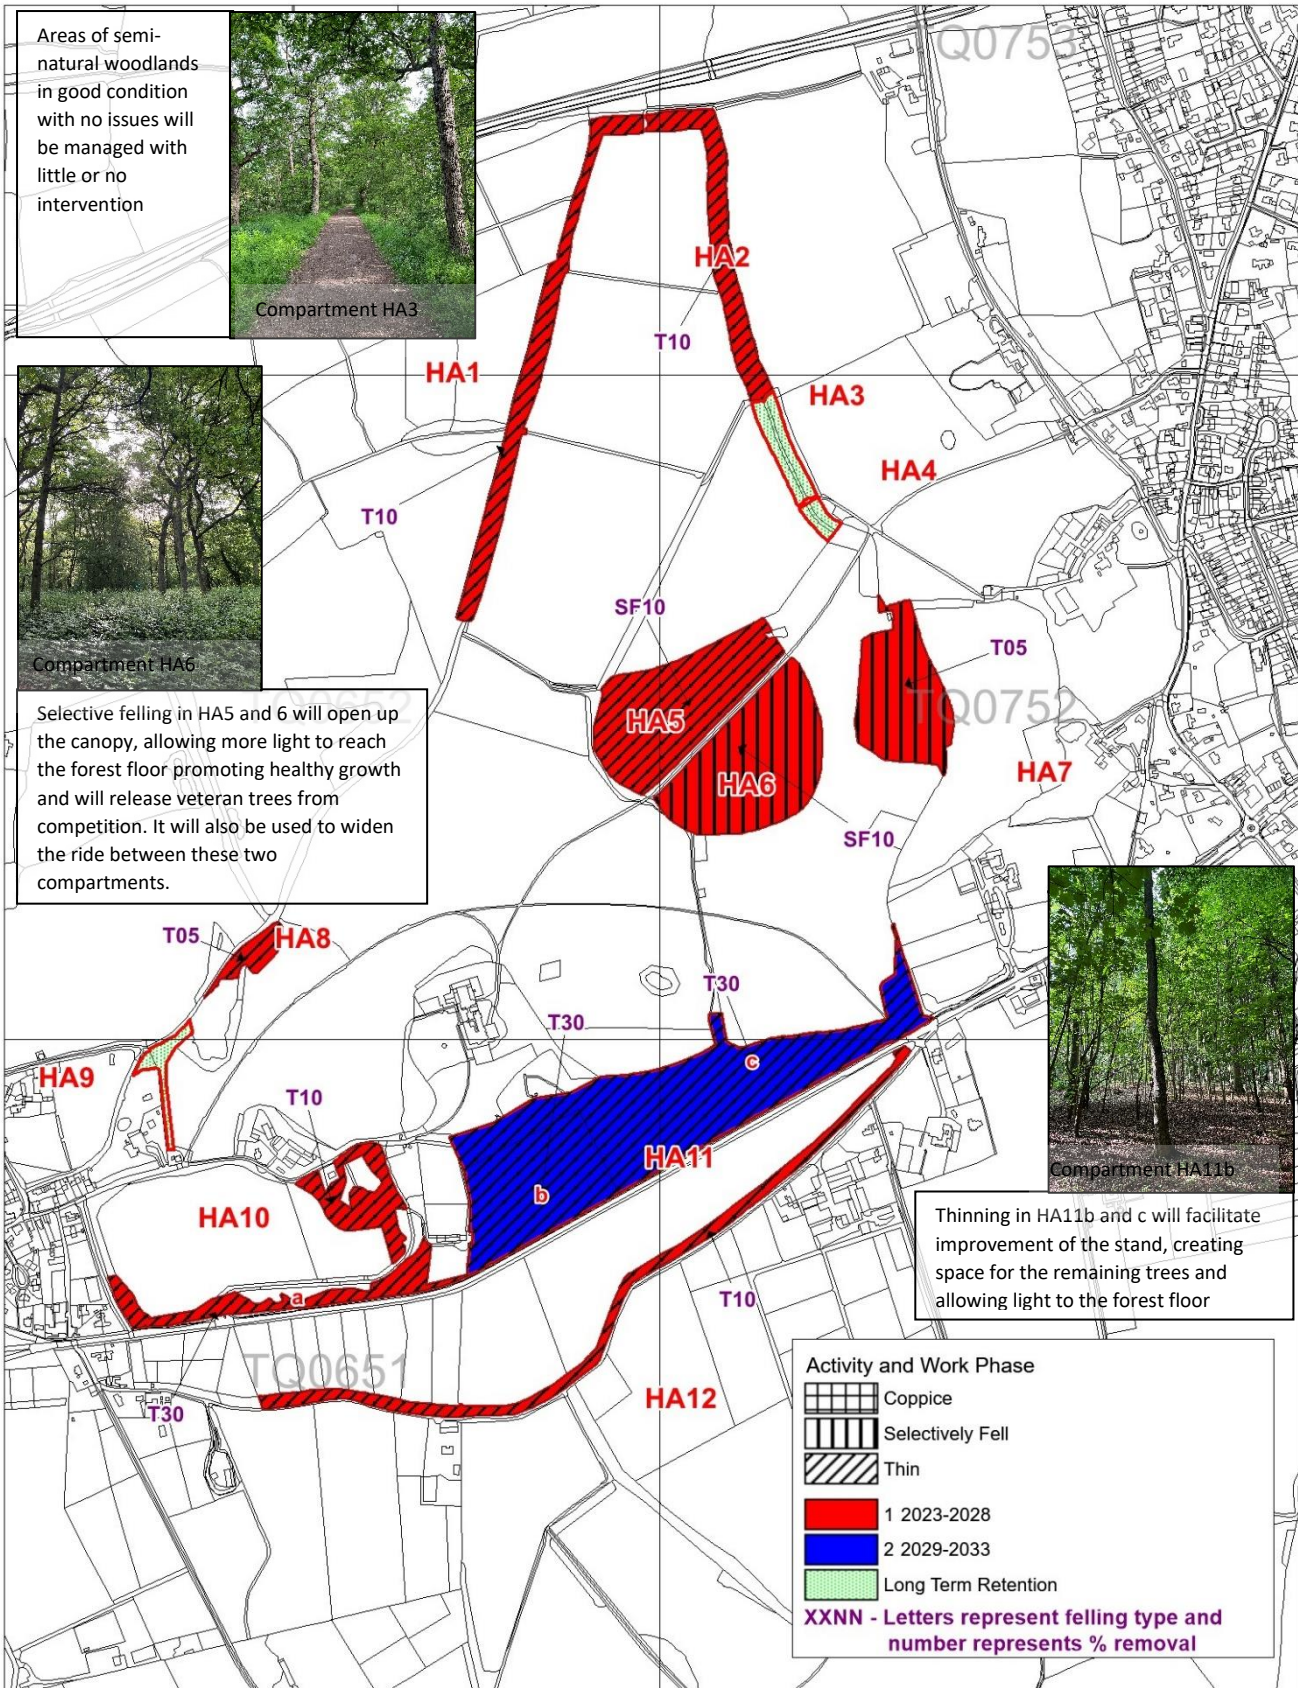 Areas of semi-
natural woodlands
in good condition
with no issues will
be managed with
little or no
intervention
Compartment HA3
TQ0753
HA2
T10
HA1
HA3
HA4
T10
SF10
T05
Compartment HA6
TQ0652
TQ0752
HA5
HA6
HA7
SF10
Selective felling in HA5 and 6 will open up
the canopy, allowing more light to reach
the forest floor promoting healthy growth
and will release veteran trees from
competition. It will also be used to widen
the ride between these two
compartments.
T05
HA8
T30
T30
HA9
T10
c
HA11
b
HA10
Compartment HA11b
Thinning in HA11b and c will facilitate
improvement of the stand, creating
space for the remaining trees and
allowing light to the forest floor
a
T10
TQ0651
T30
HA12
Activity and Work Phase
Coppice
Selectively Fell
Thin
1 2023-2028
2 2029-2033
Long Term Retention
XXNN - Letters represent felling type and
number represents % removal